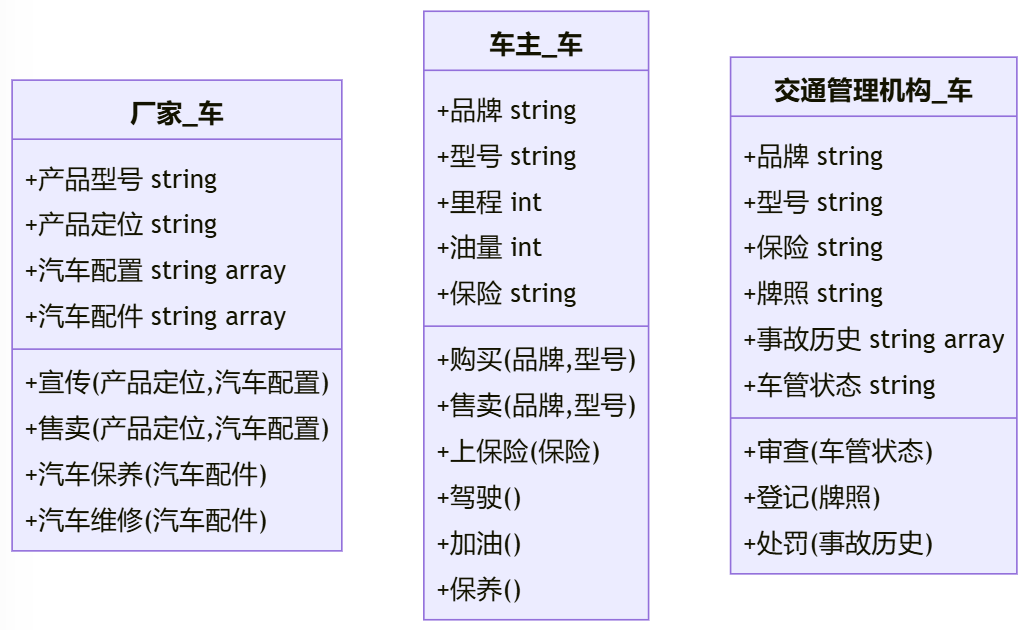 厂家_车
+产品型号 string
+产品定位 string
+汽车配置 string array
+汽车配件 string array
+宣传(产品定位,汽车配置)
+售卖(产品定位,汽车配置)
+汽车保养(汽车配件)
+汽车维修(汽车配件)
车主_车
+品牌 string
+型号 string
+里程 int
+油量 int
+保险 string
+购买(品牌,型号)
+售卖(品牌,型号)
+上保险(保险)
+驾驶()
+加油()
+保养()
交通管理机构_车
+品牌 string
+型号 string
+保险 string
+牌照 string
+事故历史 string array
+车管状态 string
+审查(车管状态)
+登记(牌照)
+处罚(事故历史)